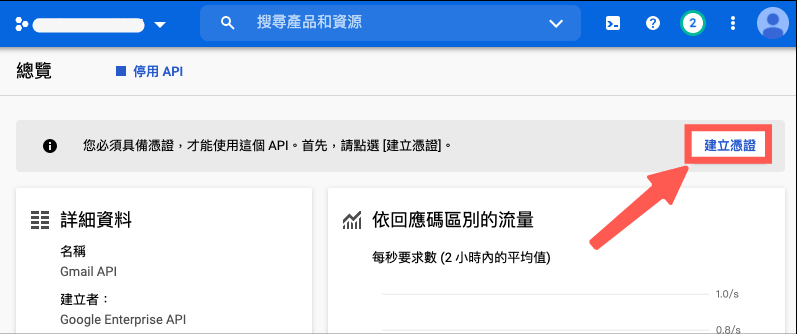 搜尋產品和資源
2
總覽
停用 API
您必須具備憑證，才能使用這個 API。首先，請點選 [建立憑證]。
建立憑證
詳細資料
名稱
Gmail API
建立者：
Google Enterprise API
依回應碼區別的流量
每秒要求數 (2 小時內的平均值)
1.0/s
0.8/s